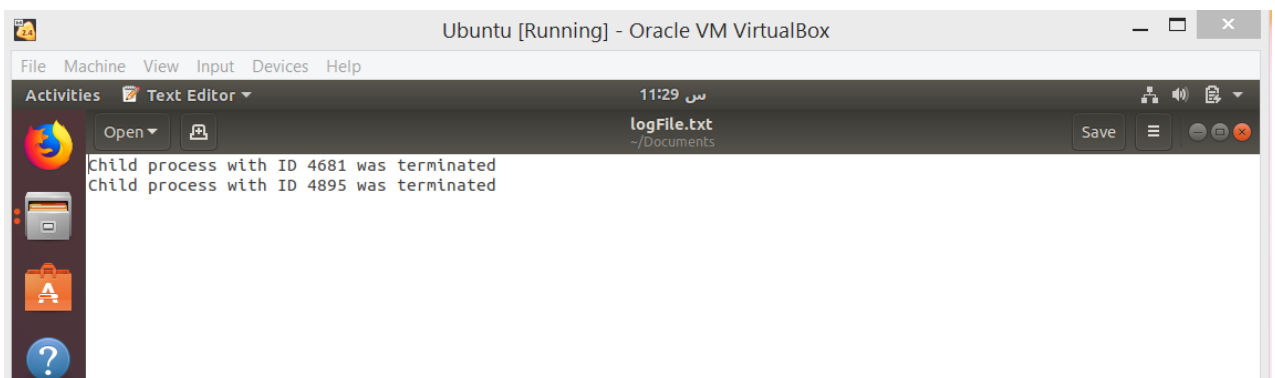 Ubuntu [Running] - Oracle VM VirtualBox
File Machine View Input Devices Help
Activities Text Editor 11:29 س
Open logFile.txt Save
~/Documents
Child process with ID 4681 was terminated
Child process with ID 4895 was terminated